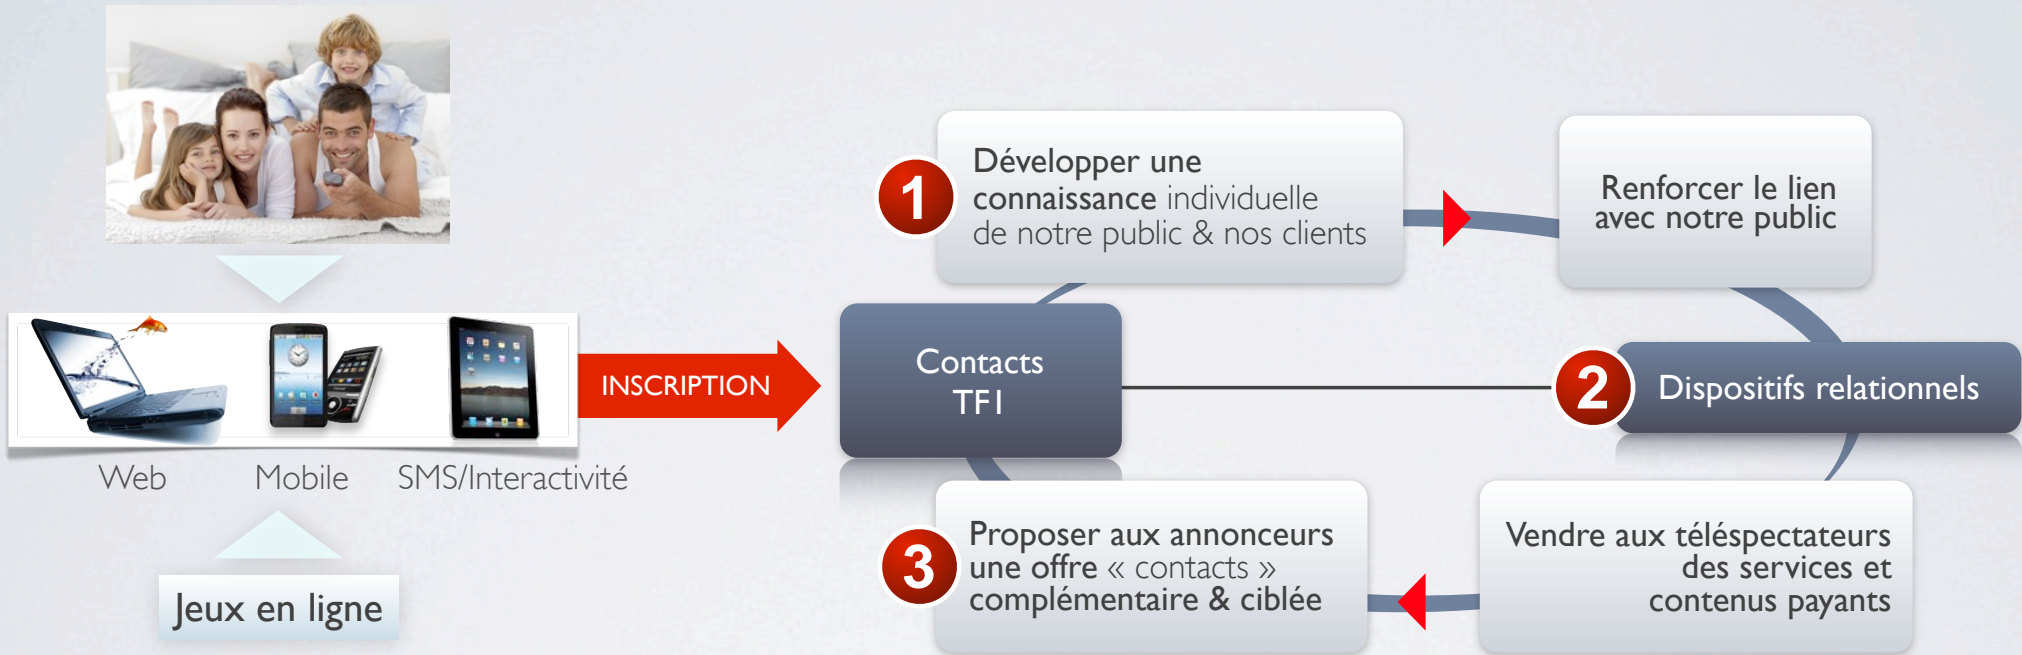 Web
Mobile
SMS/Interactivité
Jeux en ligne
INSCRIPTION
Contacts
TF1
1
Développer une
connaissance individuelle
de notre public & nos clients
Renforcer le lien
avec notre public
2
Dispositifs relationnels
Vendre aux téléspectateurs
des services et
contenus payants
3
Proposer aux annonceurs
une offre « contacts »
complémentaire & ciblée